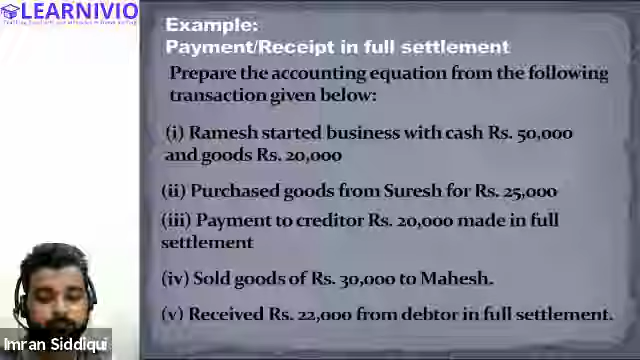 LEARNIVIO
Example:
Payment/Receipt in full settlement
Prepare the accounting equation from the following
transaction given below:
(i) Ramesh started business with cash Rs. 50,000
and goods Rs. 20,000
(ii) Purchased goods from Suresh for Rs. 25,000
(iii) Payment to creditor Rs. 20,000 made in full
settlement
(iv) Sold goods of Rs. 30,000 to Mahesh.
(v) Received Rs. 22,000 from debtor in full settlement.
Imran Siddiqui